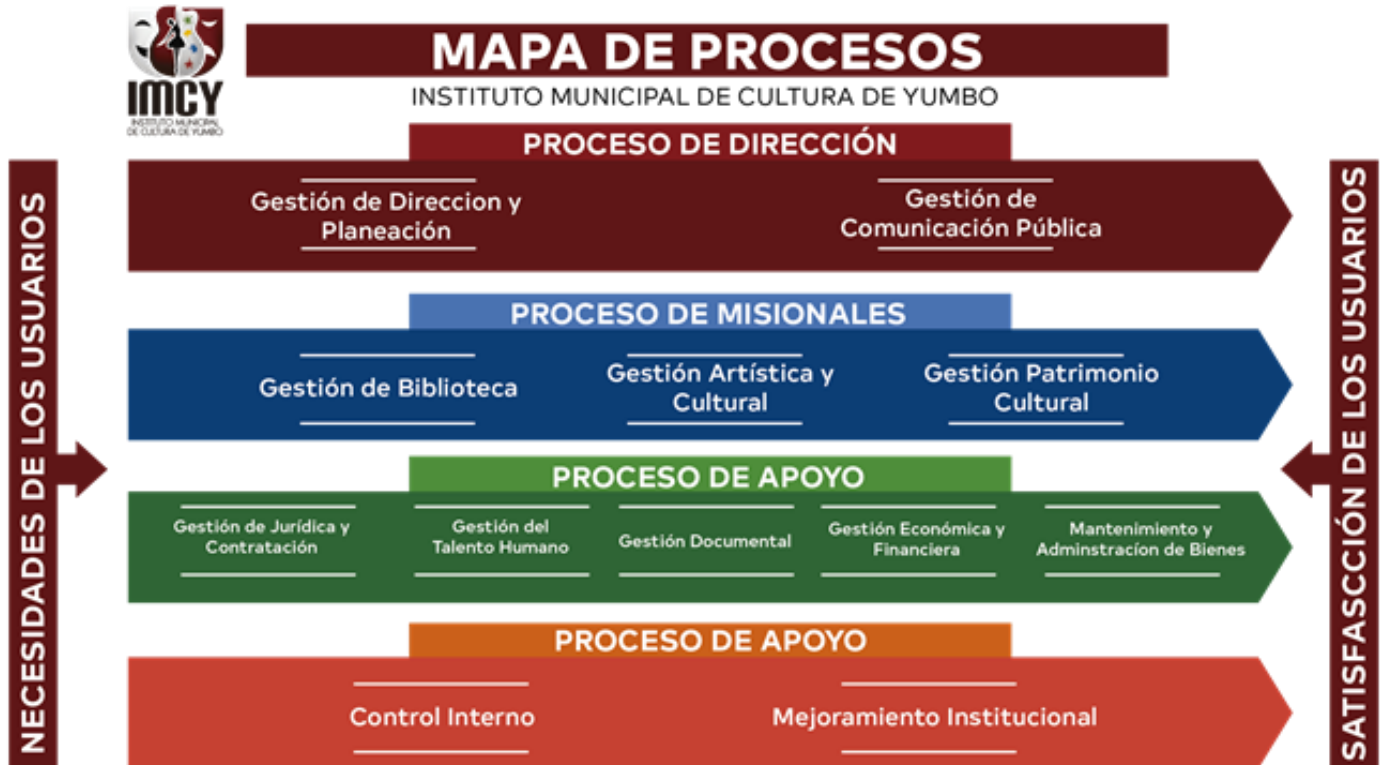 IMCY
INSTITUTO MUNICIPAL
DE CULTURA DE YUMBO
MAPA DE PROCESOS
INSTITUTO MUNICIPAL DE CULTURA DE YUMBO
NECESIDADES DE LOS USUARIOS
PROCESO DE DIRECCIÓN
Gestión de Direccion y
Planeación
Gestión de
Comunicación Pública
PROCESO DE MISIONALES
Gestión de Biblioteca
Gestión Artística y
Cultural
Gestión Patrimonio
Cultural
PROCESO DE APOYO
Gestión de Jurídica y
Contratación
Gestión del
Talento Humano
Gestión Documental
Gestión Económica y
Financiera
Mantenimiento y
Adminstracíon de Bienes
PROCESO DE APOYO
Control Interno
Mejoramiento Institucional
SATISFASCCIÓN DE LOS USUARIOS